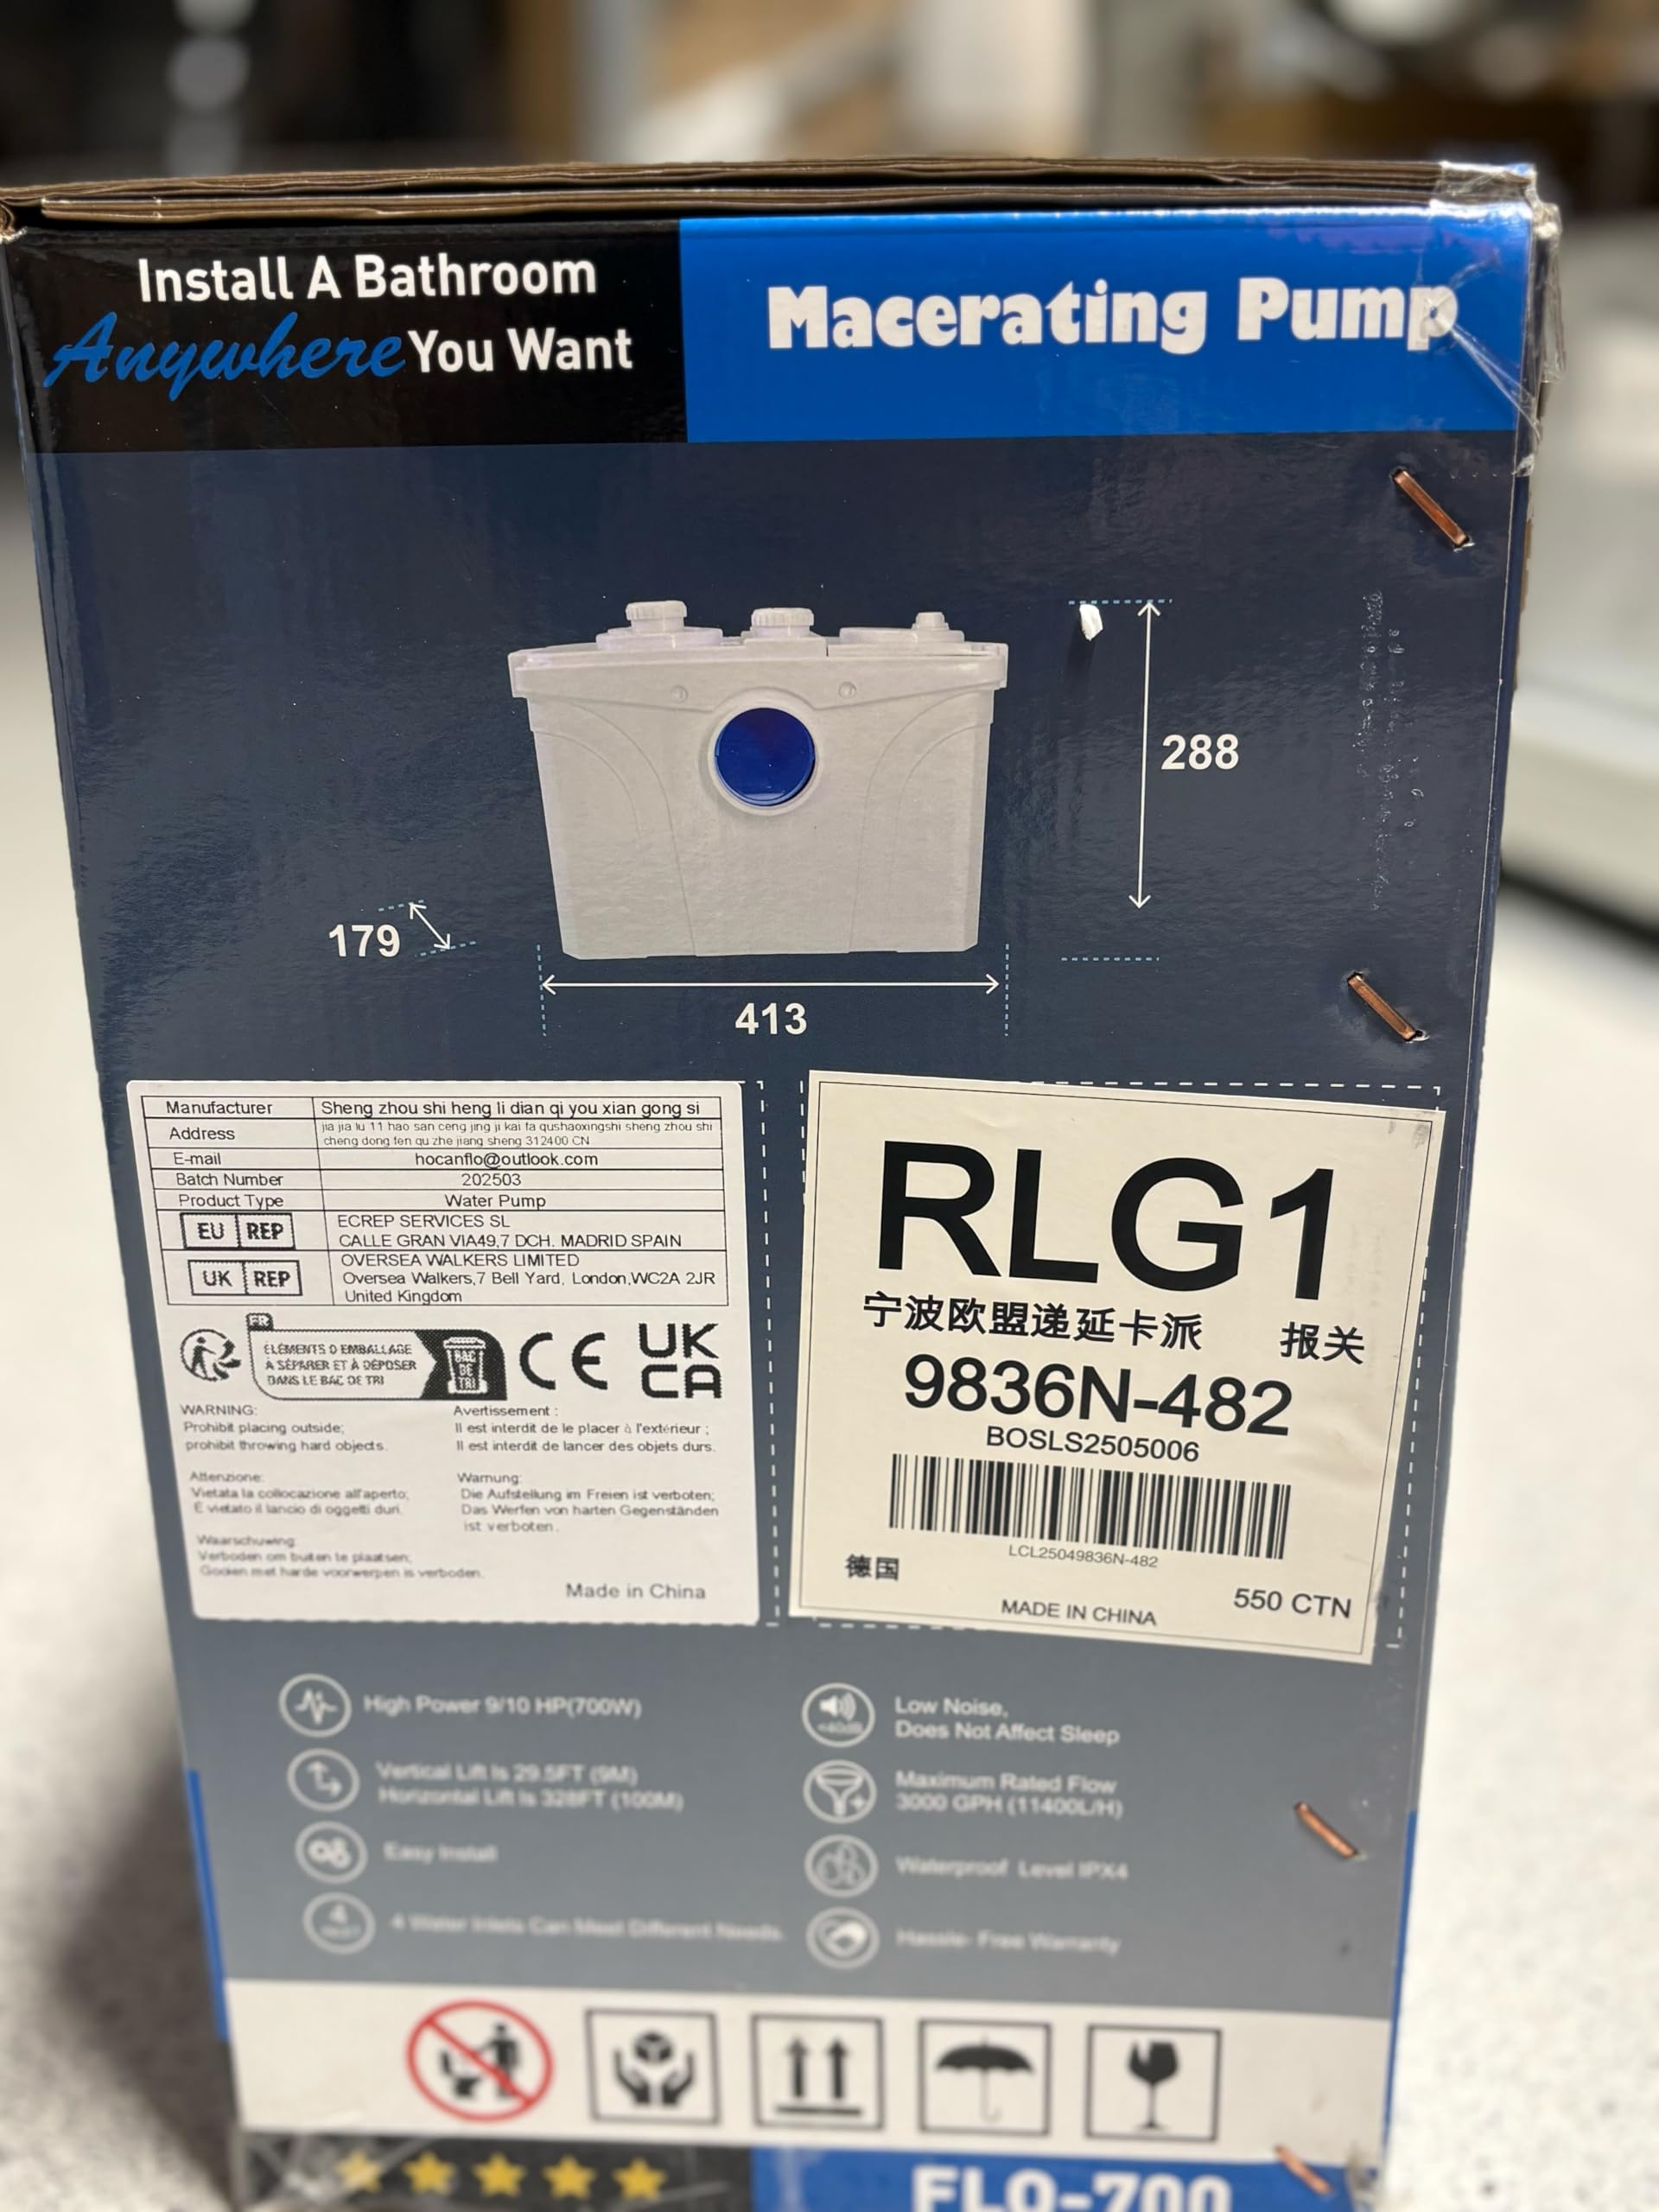 Install A Bathroom
Anywhere You Want
Macerating Pump
288
179
413
Manufacturer Sheng zhou shi heng li dian qi you xian gong si
Address jia jia lu 11 hao san ceng jing ji kai fa qushaoxingshi sheng zhou shi
cheng dong fen qu zhe jiang sheng 312400 CN
E-mail hocanflo@outlook.com
Batch Number 202503
Product Type Water Pump
EU REP ECREP SERVICES SL
CALLE GRAN VIA49,7 DCH. MADRID SPAIN
UK REP OVERSEA WALKERS LIMITED
Oversea Walkers,7 Bell Yard, London,WC2A 2JR
United Kingdom
FR
ÉLÉMENTS D EMBALLAGE
À SÉPARER ET À DÉPOSER
DANS LE BAC DE TRI
BAC
DE
TRI
CE
UK
CA
WARNING:
Prohibit placing outside;
prohibit throwing hard objects.
Avertissement :
Il est interdit de le placer à l'extérieur ;
Il est interdit de lancer des objets durs.
Attenzione:
Vietata la collocazione all'aperto;
È vietato il lancio di oggetti duri.
Warnung:
Die Aufstellung im Freien ist verboten;
Das Werfen von harten Gegenständen
ist verboten.
Waarschuwing:
Verboden om buiten te plaatsen;
Gooien met harde voorwerpen is verboden.
Made in China
RLG1
宁波欧盟递延卡派 报关
9836N-482
BOSLS2505006
LCL25049836N-482
德国
550 CTN
MADE IN CHINA
High Power 9/10 HP(700W)
Vertical Lift Is 29.5FT (9M)
Horizontal Lift Is 328FT (100M)
Easy Install
4
4 Water Inlets Can Meet Different Needs.
<40dB
Low Noise,
Does Not Affect Sleep
Maximum Rated Flow
3000 GPH (11400L/H)
Waterproof Level IPX4
Hassle- Free Warranty
FLO-700